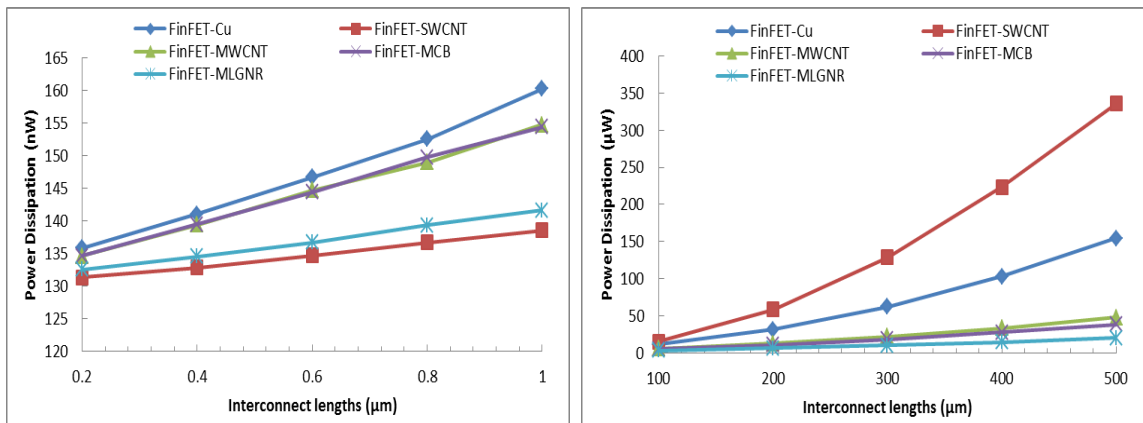 FinFET-Cu FinFET-SWCNT
FinFET-MWCNT FinFET-MCB
FinFET-MLGNR
Power Dissipation (nW)
165
160
155
150
145
140
135
130
125
120
0.2 0.4 0.6 0.8 1
Interconnect lengths (μm)
FinFET-Cu FinFET-SWCNT
FinFET-MWCNT FinFET-MCB
FinFET-MLGNR
Power Dissipation (μW)
400
350
300
250
200
150
100
50
0
100 200 300 400 500
Interconnect lengths (μm)